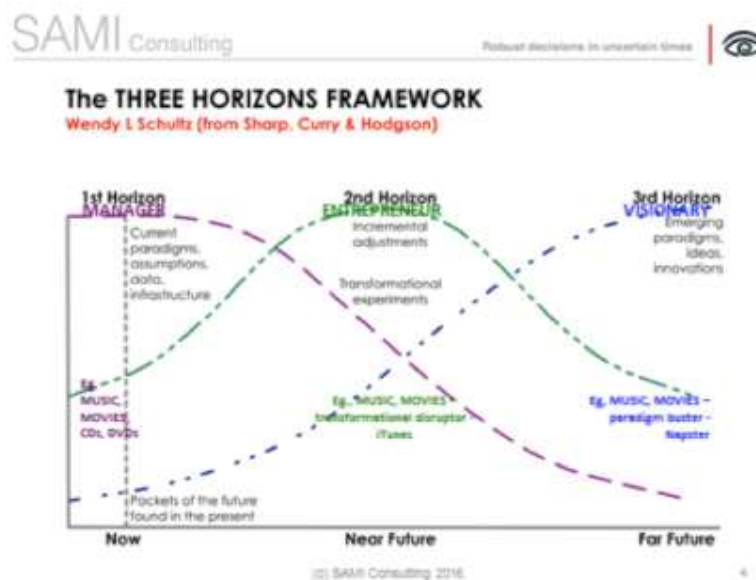 SAMI Consulting
Robust decisions in uncertain times
The THREE HORIZONS FRAMEWORK
Wendy L Schultz (from Sharp, Curry & Hodgson)
1st Horizon
MANAGER
Current
paradigms,
assumptions,
data,
infrastructure
2nd Horizon
ENTREPRENEUR
Incremental
adjustments
Transformational
experiments
3rd Horizon
VISIONARY
Emerging
paradigms,
ideas,
innovations
Eg
MUSIC,
MOVIES
CDs, DVDs
Eg., MUSIC, MOVIES -
transformational disruptor -
iTunes
Eg, MUSIC, MOVIES –
paradigm buster -
Napster
Pockets of the future
found in the present
Now
Near Future
Far Future
(c) SAMI Consulting 2016